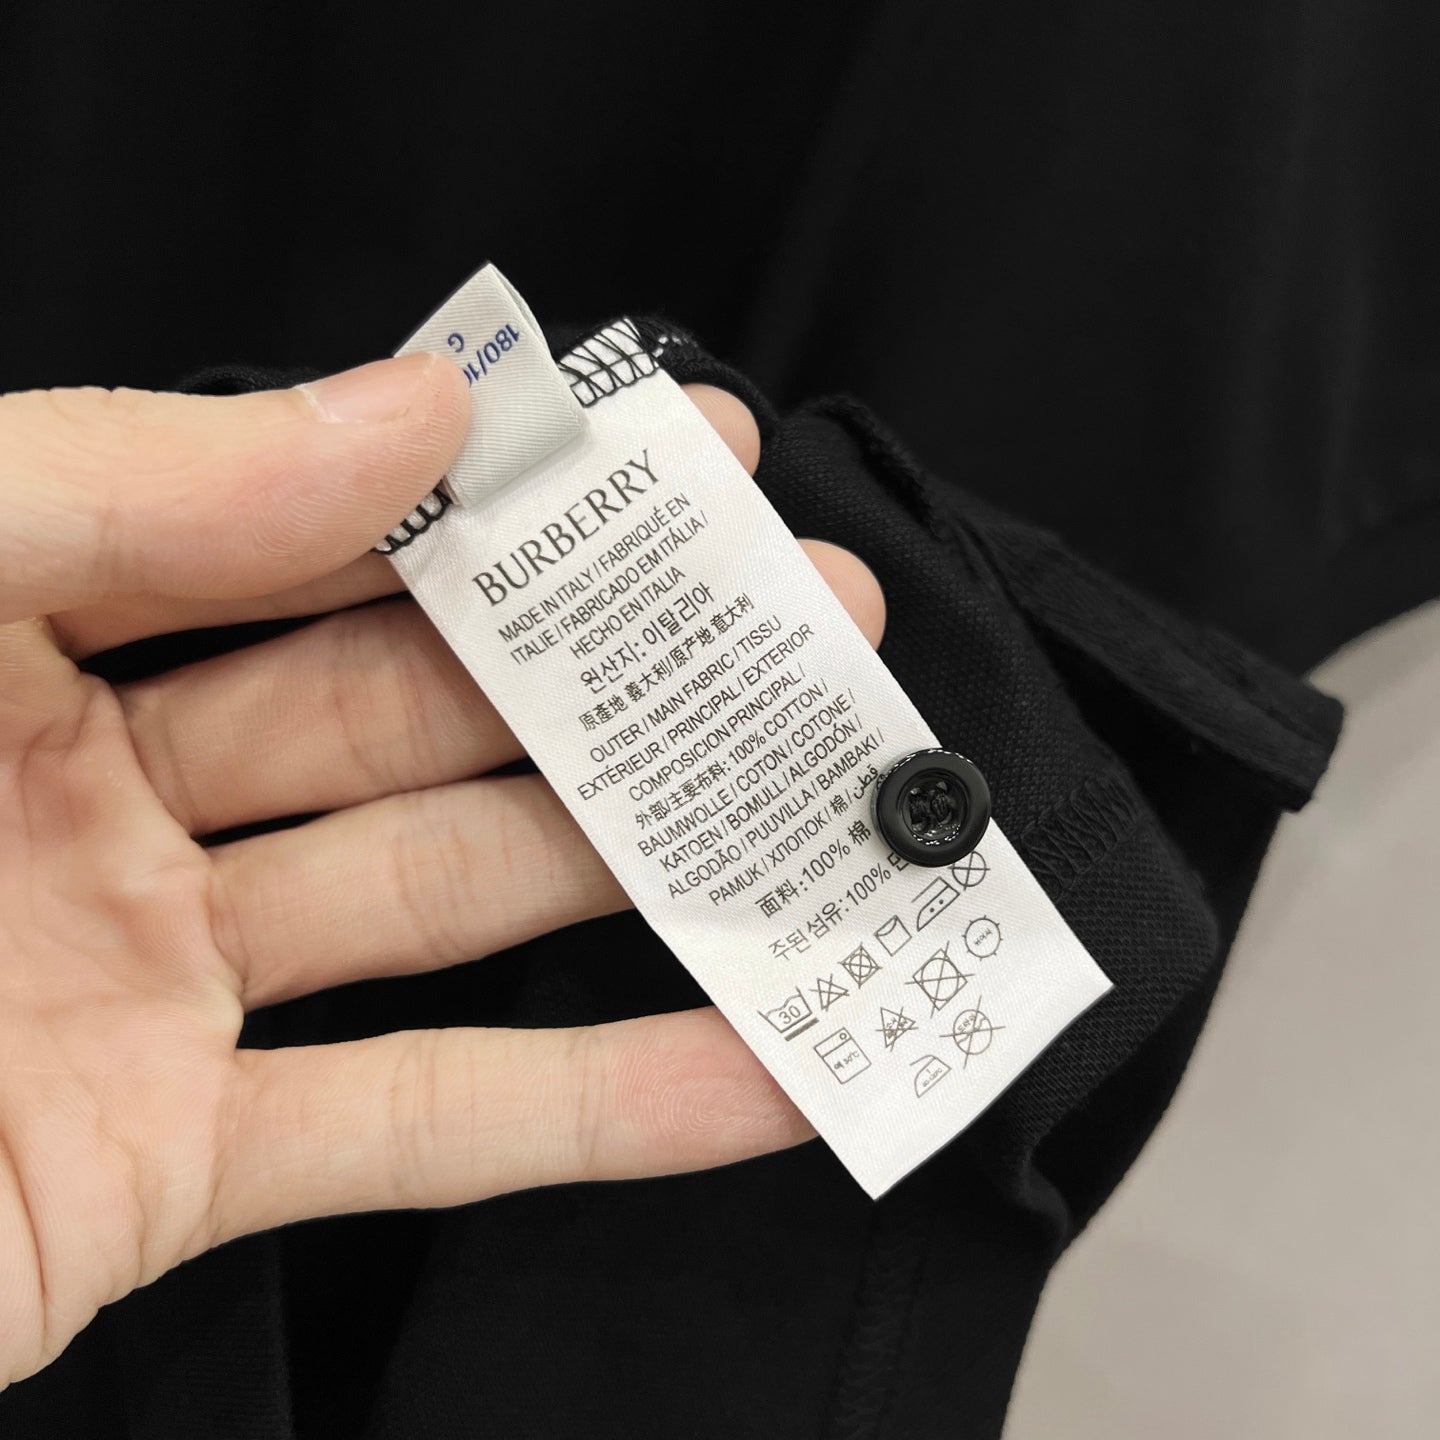 180/10
G
BURBERRY
MADE IN ITALY / FABRIQUÉ EN
ITALIE / FABRICADO EM ITÁLIA /
HECHO EN ITALIA
원산지: 이탈리아
原產地 義大利/原产地 意大利
OUTER / MAIN FABRIC / TISSU
EXTÉRIEUR / PRINCIPAL / EXTERIOR
COMPOSICION PRINCIPAL /
外部/主要布料: 100% COTTON /
BAUMWOLLE / COTON / COTONE /
KATOEN / BOMULL / ALGODÓN /
ALGODÃO / PUUVILLA / BAMBAKI /
PAMUK / ХЛОПОК / 棉 / قطن
面料: 100% 棉
주된 섬유: 100%
30